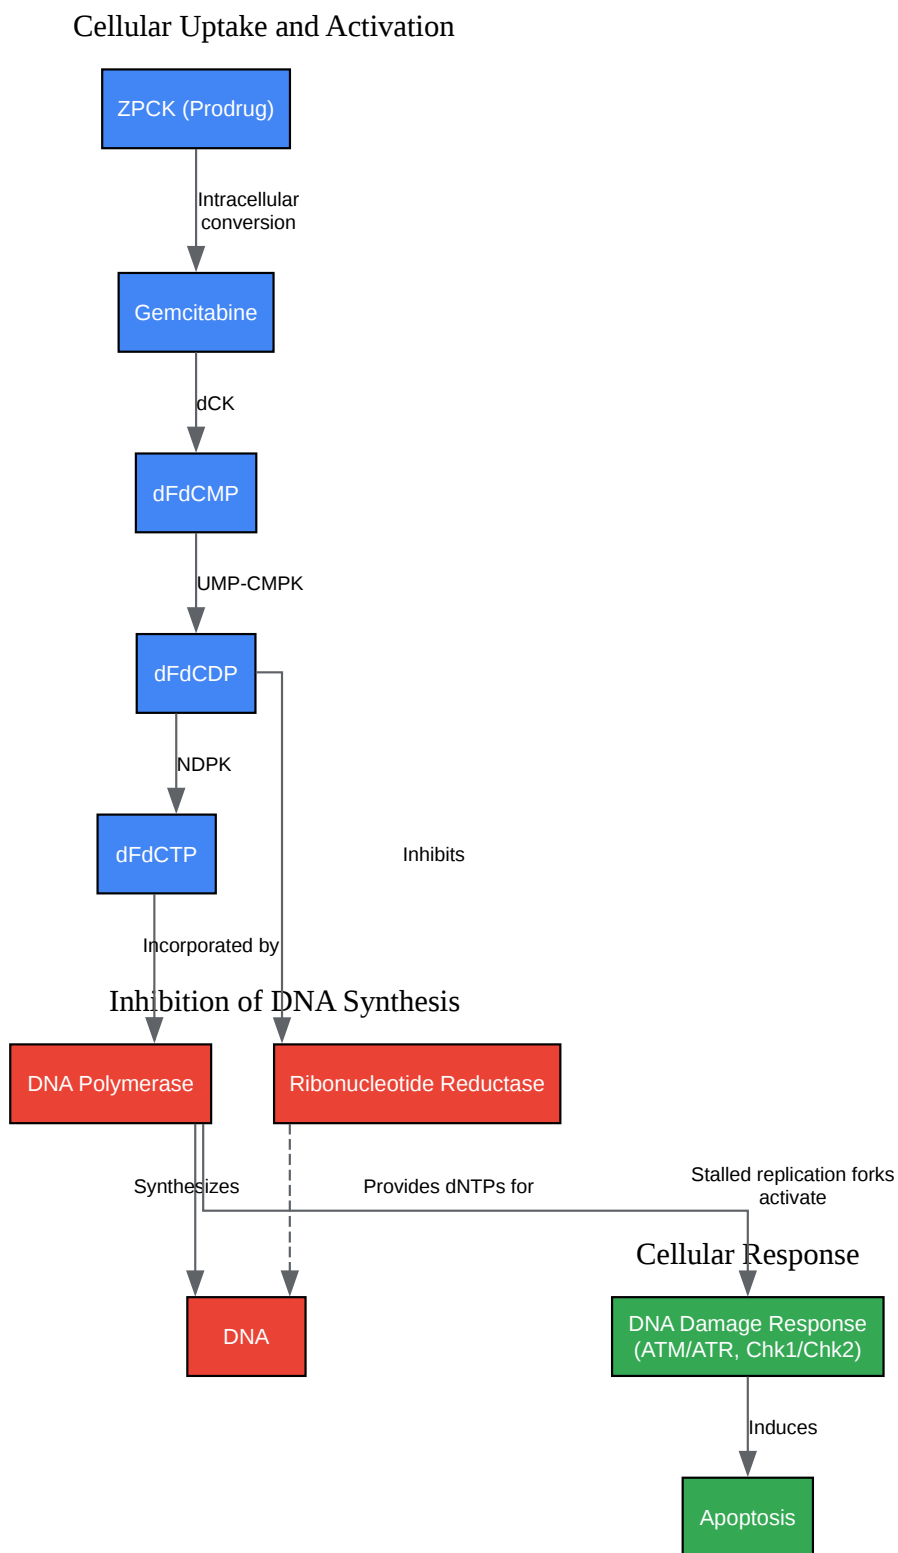 Cellular Uptake and Activation
ZPCK (Prodrug)
Intracellular
conversion
Gemcitabine
dCK
dFdCMP
UMP-CMPK
dFdCDP
NDPK
dFdCTP
Inhibits
Incorporated by
Inhibition of DNA Synthesis
DNA Polymerase
Ribonucleotide Reductase
Synthesizes
Provides dNTPs for
Stalled replication forks
activate
Cellular Response
DNA
DNA Damage Response
(ATM/ATR, Chk1/Chk2)
Induces
Apoptosis